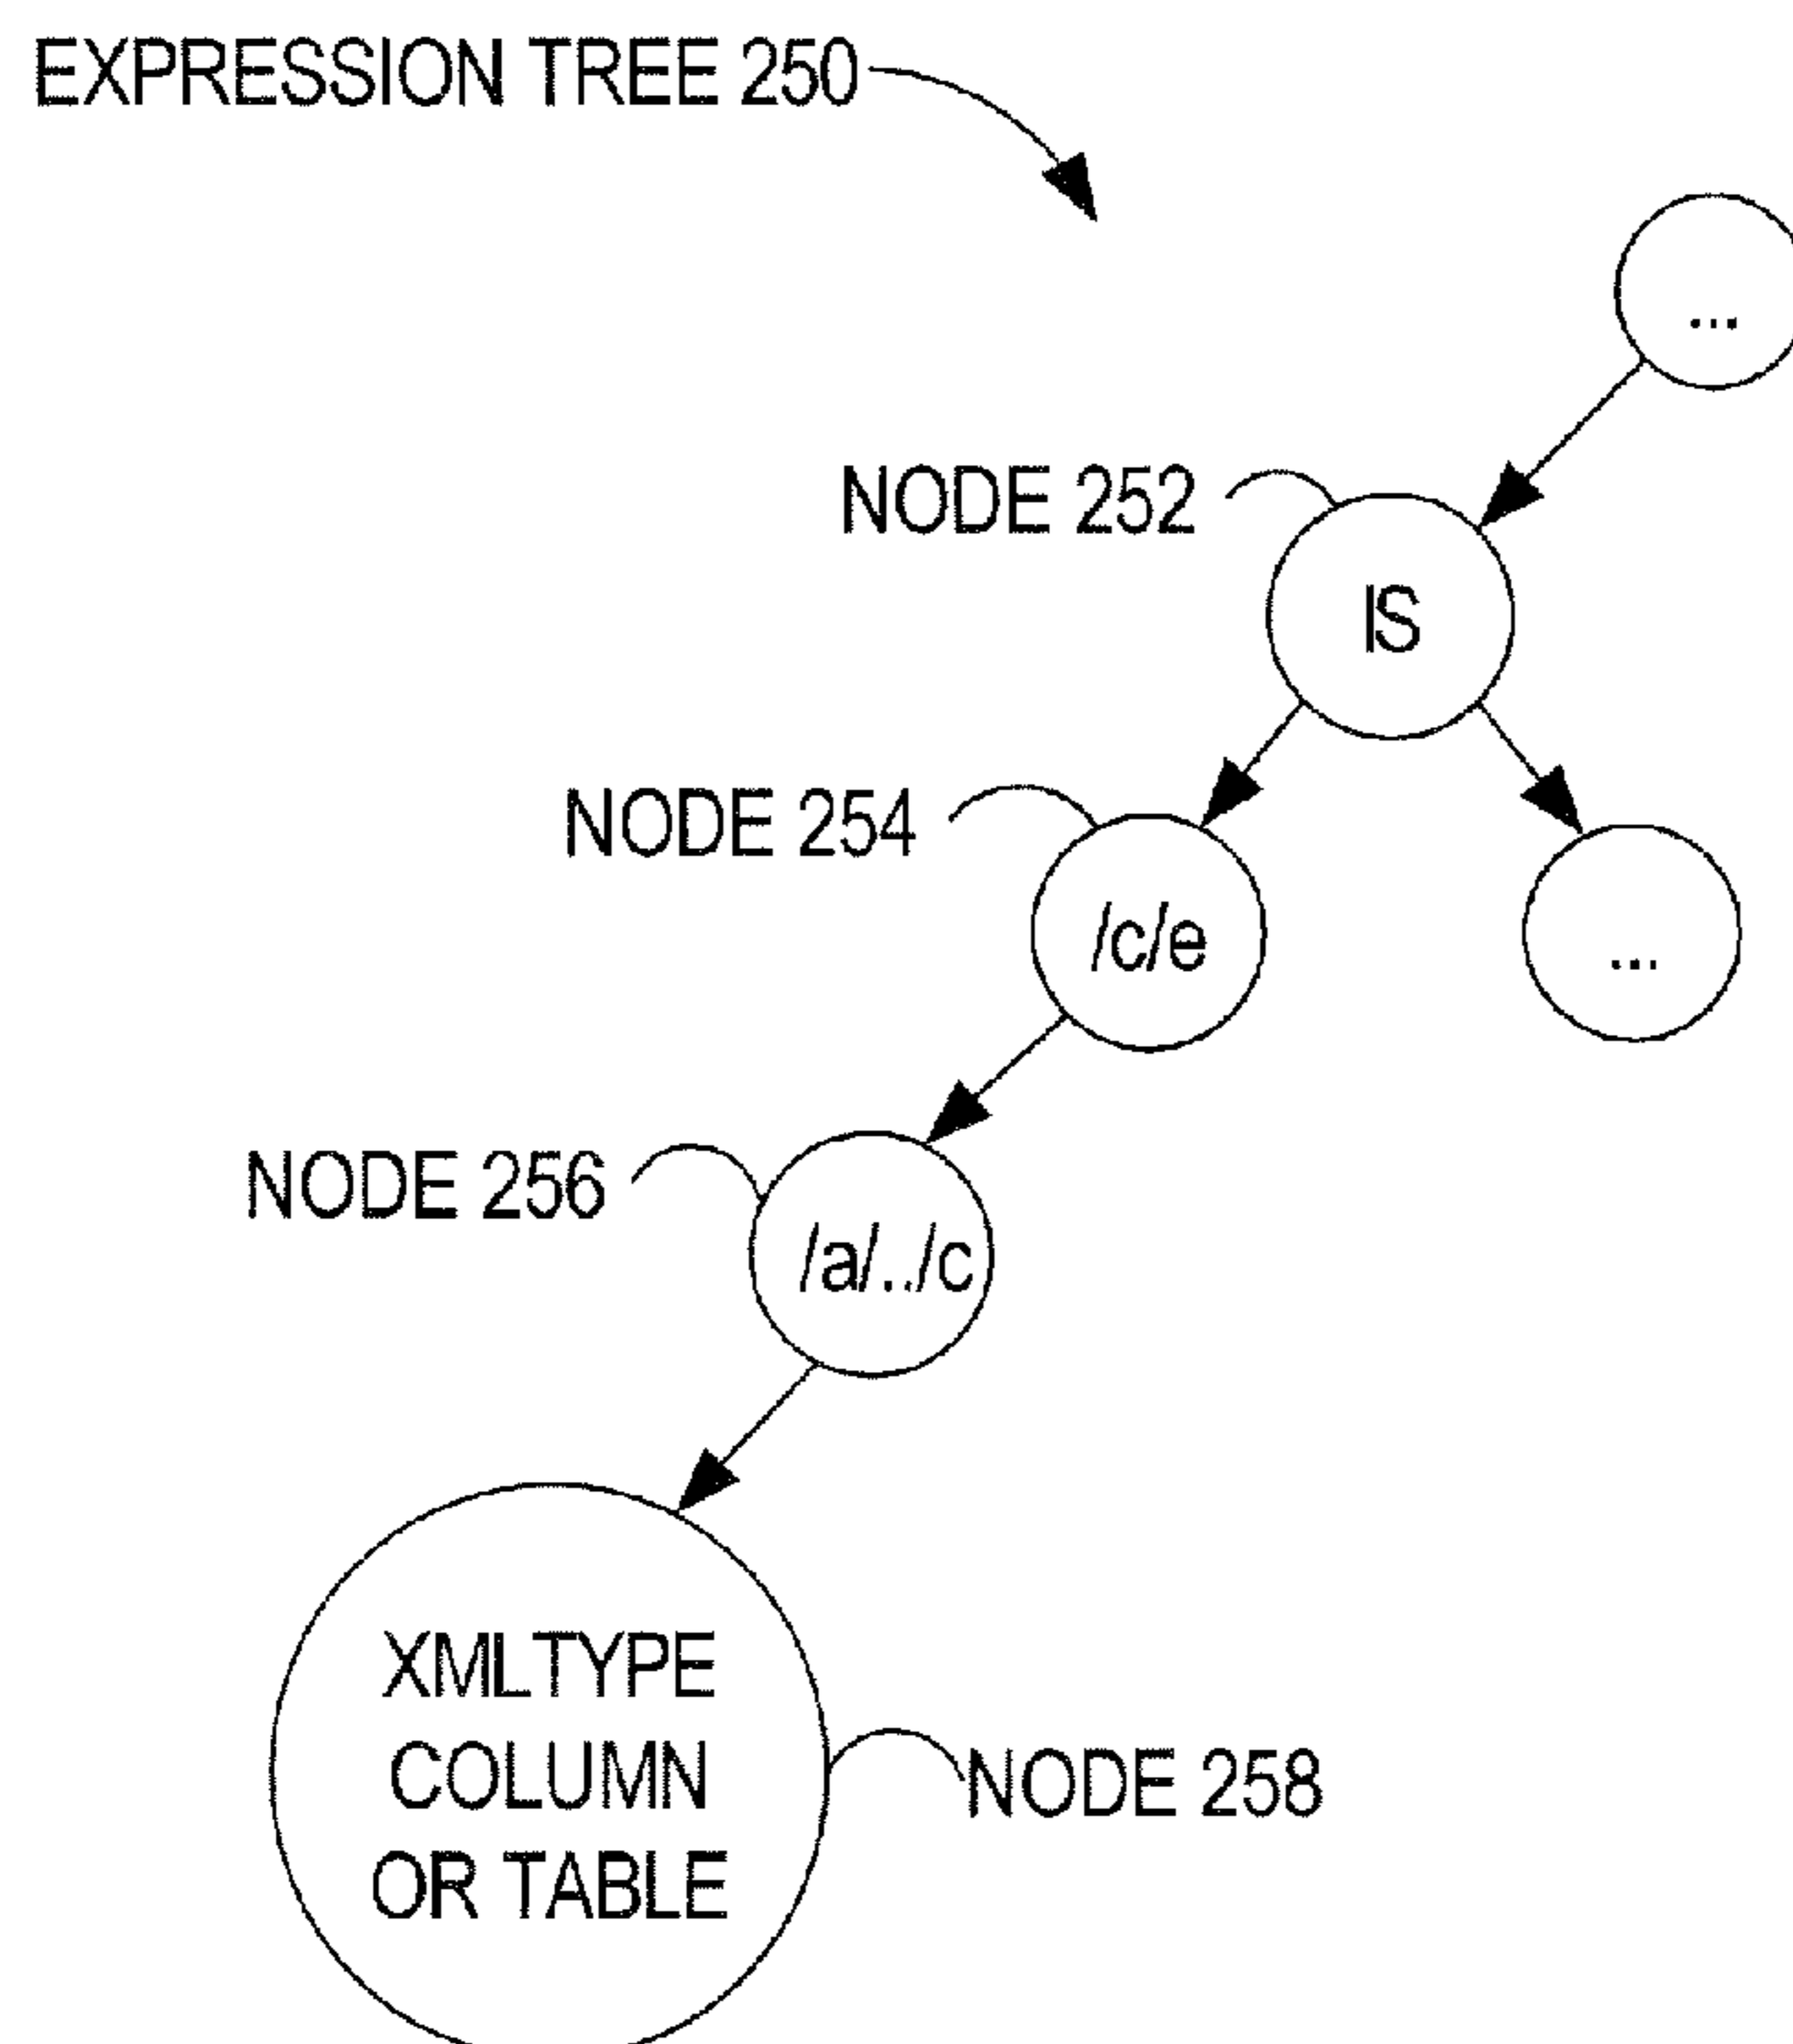 EXPRESSION TREE 250
...
NODE 252
IS
NODE 254
/c/e
...
NODE 256
/a/../c
XMLTYPE
COLUMN
OR TABLE
NODE 258